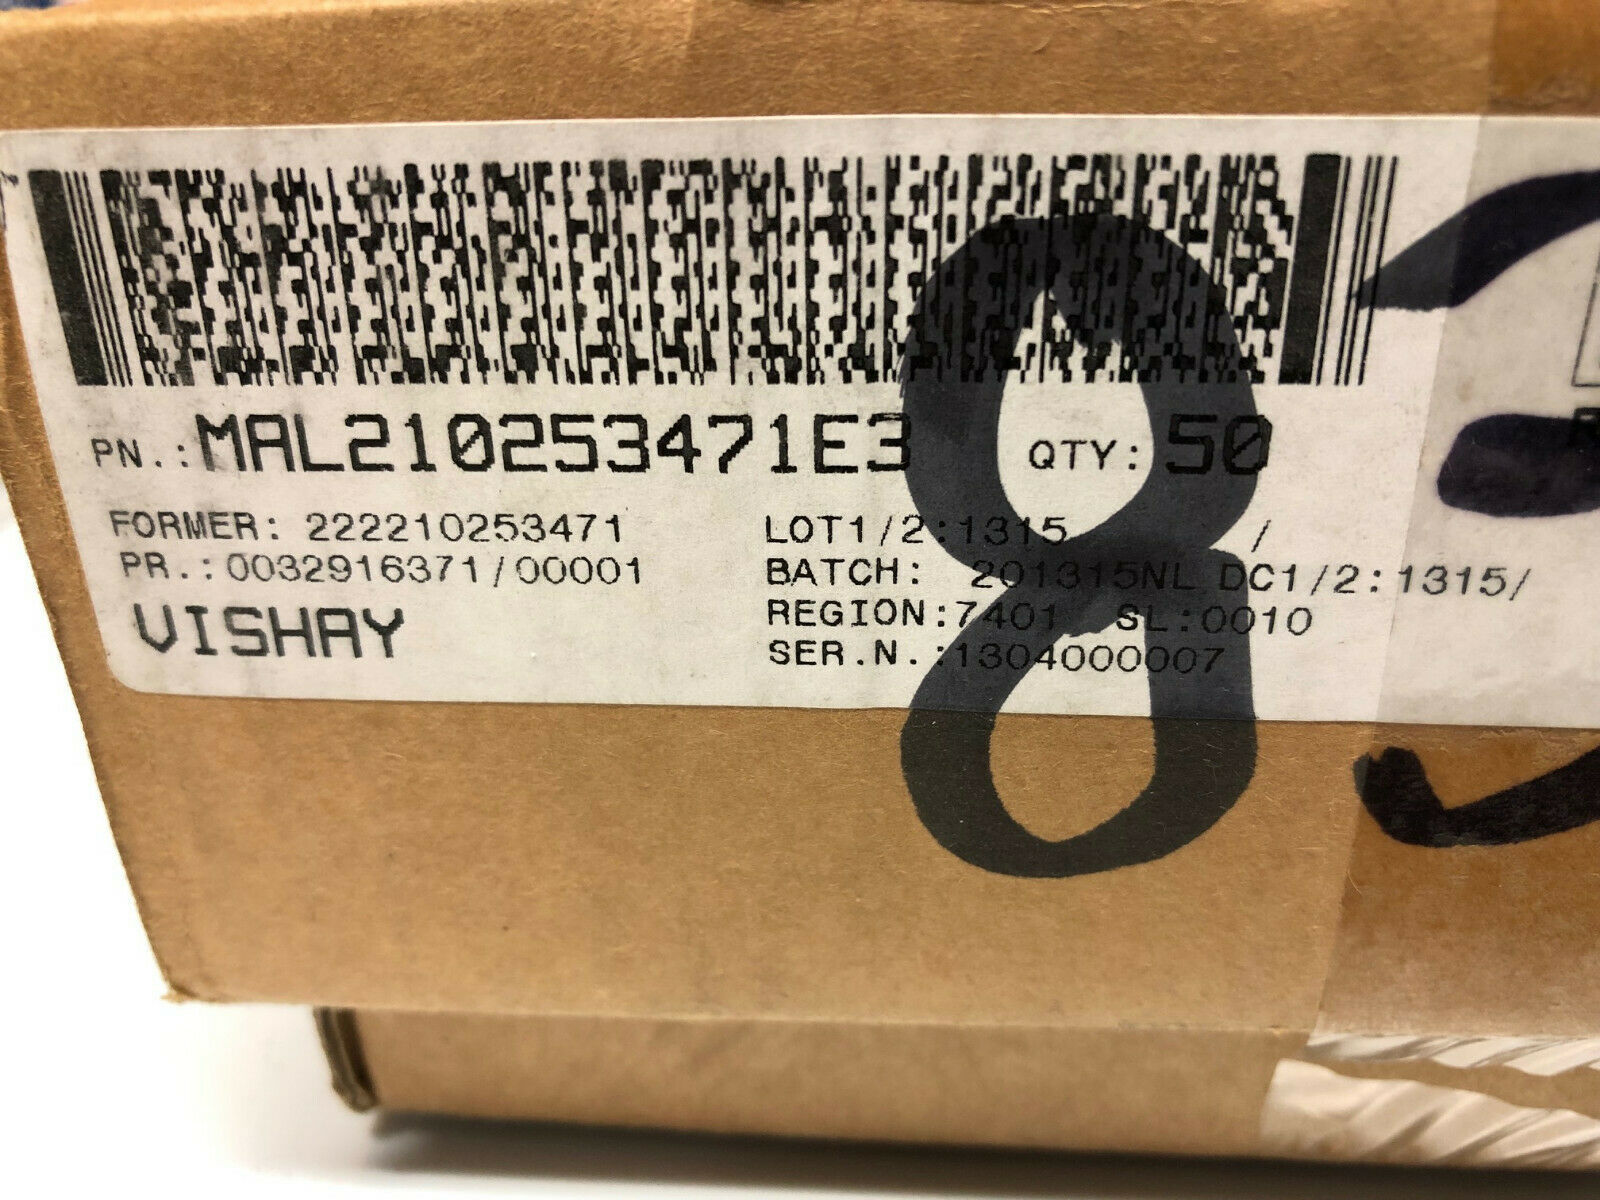 PN.: MAL210253471E3 QTY: 50
FORMER: 222210253471 LOT1/2:1315 /
PR.:0032916371/00001 BATCH: 201315NL DC1/2:1315/
REGION:7401 SL:0010
VISHAY SER.N.:1304000007
8